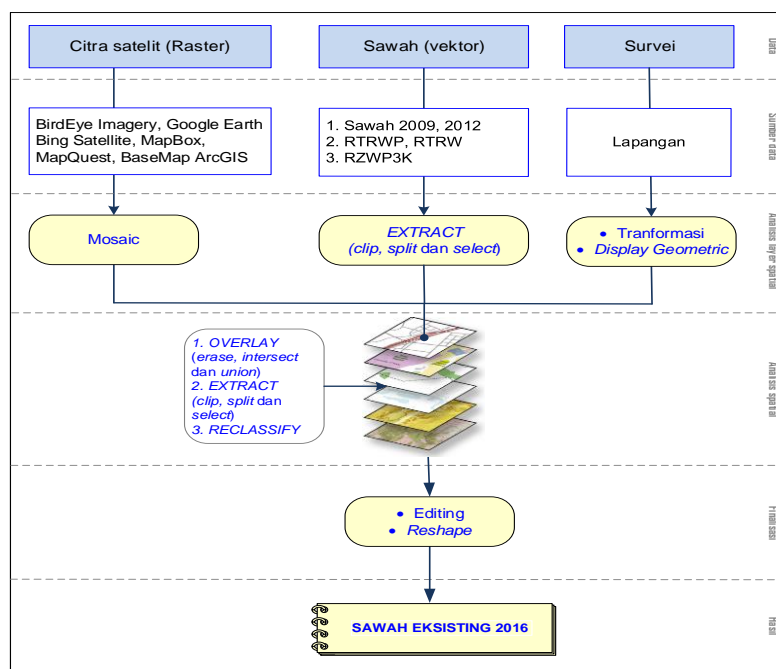 Citra satelit (Raster)
Sawah (vektor)
Survei
Data
BirdEye Imagery, Google Earth
Bing Satellite, MapBox,
MapQuest, BaseMap ArcGIS
1. Sawah 2009, 2012
2. RTRWP, RTRW
3. RZWP3K
Lapangan
Sumber data
Mosaic
EXTRACT
(clip, split dan select)
• Tranformasi
• Display Geometric
Analisis layer spatial
1. OVERLAY
(erase, intersect
dan union)
2. EXTRACT
(clip, split dan
select)
3. RECLASSIFY
Analisis spatial
• Editing
• Reshape
Finalisasi
SAWAH EKSISTING 2016
Hasil